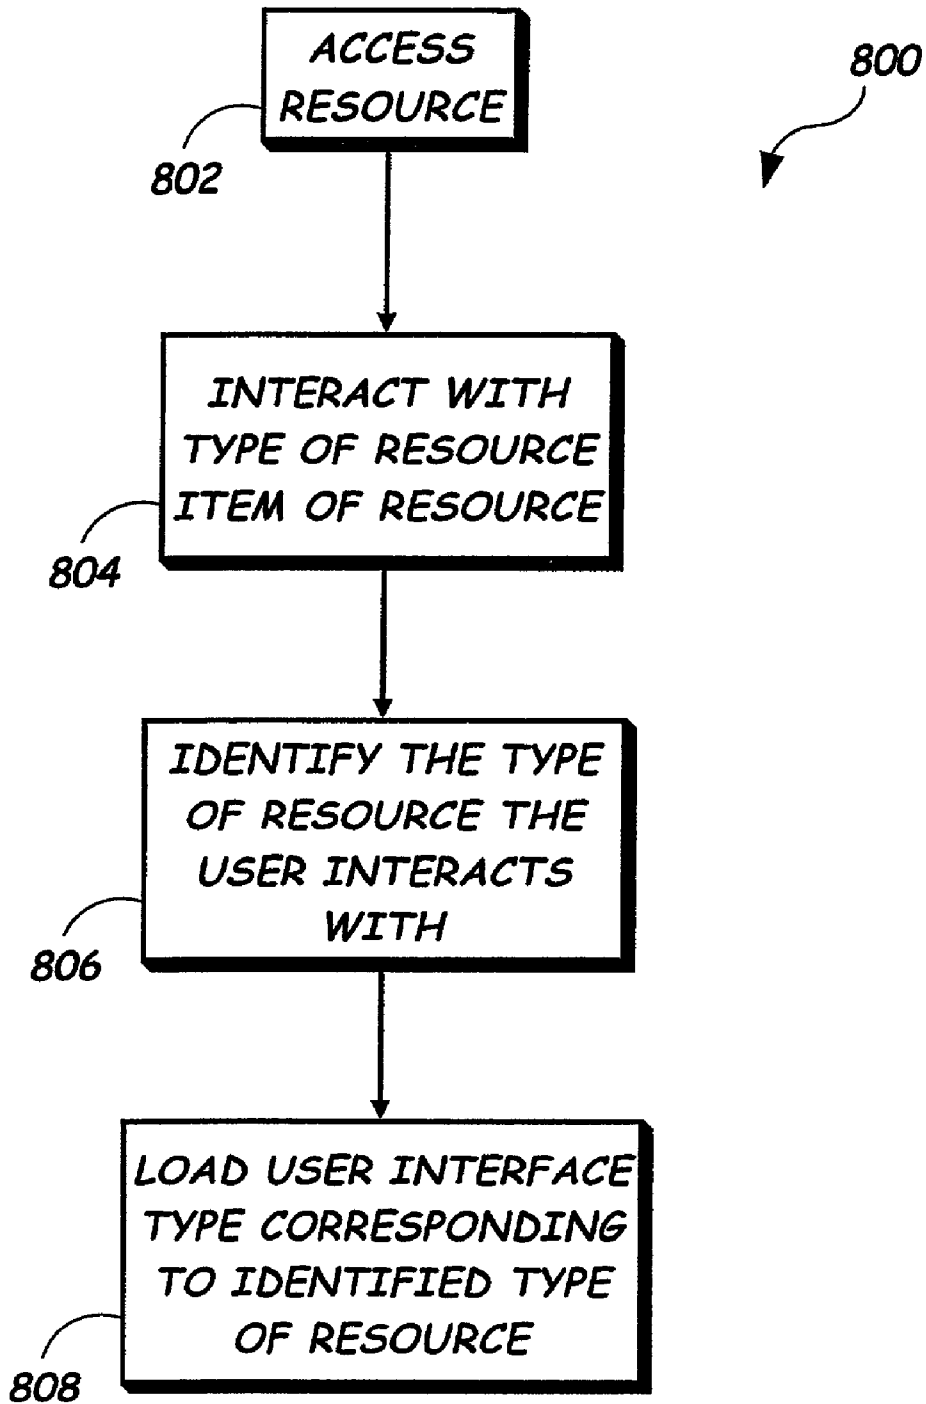 ACCESS
RESOURCE
800
802
INTERACT WITH
TYPE OF RESOURCE
ITEM OF RESOURCE
804
IDENTIFY THE TYPE
OF RESOURCE THE
USER INTERACTS
WITH
806
LOAD USER INTERFACE
TYPE CORRESPONDING
TO IDENTIFIED TYPE
OF RESOURCE
808